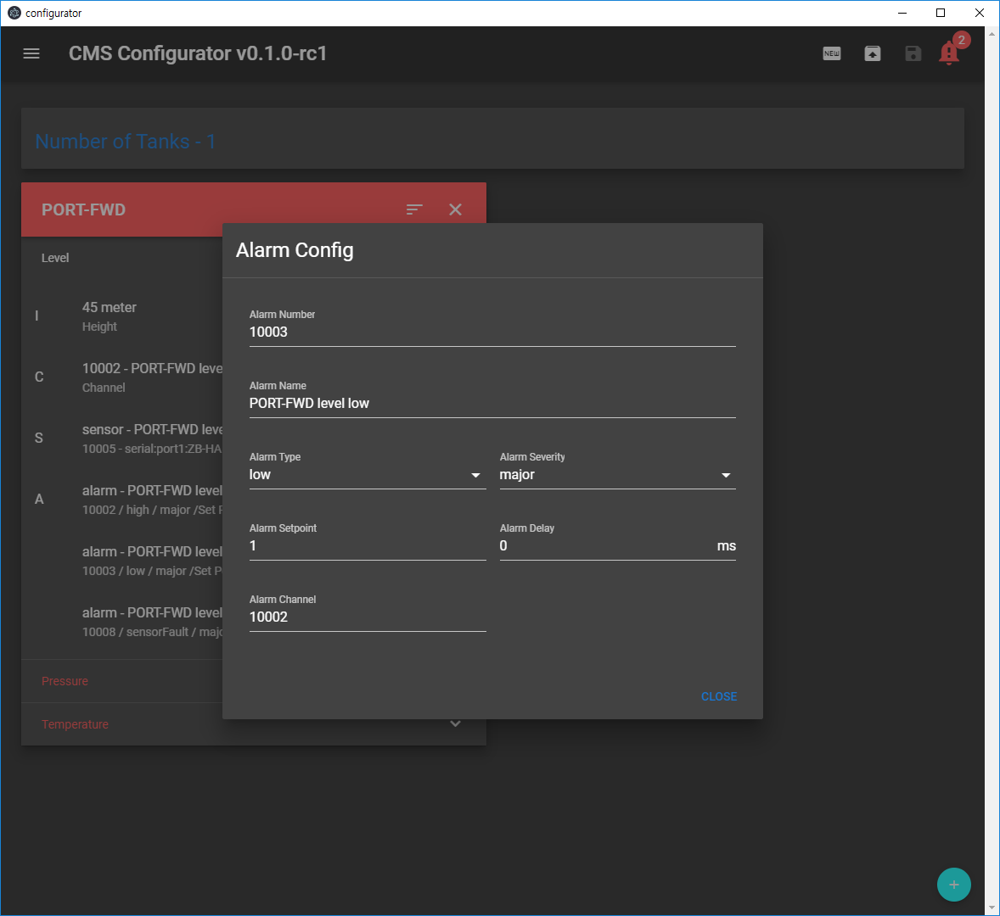 configurator
CMS Configurator v0.1.0-rc1
NEW
2
Number of Tanks - 1
PORT-FWD
Level
I
45 meter
Height
C
10002 - PORT-FWD leve
Channel
S
sensor - PORT-FWD leve
10005 - serial:port1:ZB-HA
A
alarm - PORT-FWD level
10002 / high / major /Set P
alarm - PORT-FWD level
10003 / low / major /Set P
alarm - PORT-FWD level
10008 / sensorFault / majo
Pressure
Temperature
Alarm Config
Alarm Number
10003
Alarm Name
PORT-FWD level low
Alarm Type
low
Alarm Severity
major
Alarm Setpoint
1
Alarm Delay
0 ms
Alarm Channel
10002
CLOSE